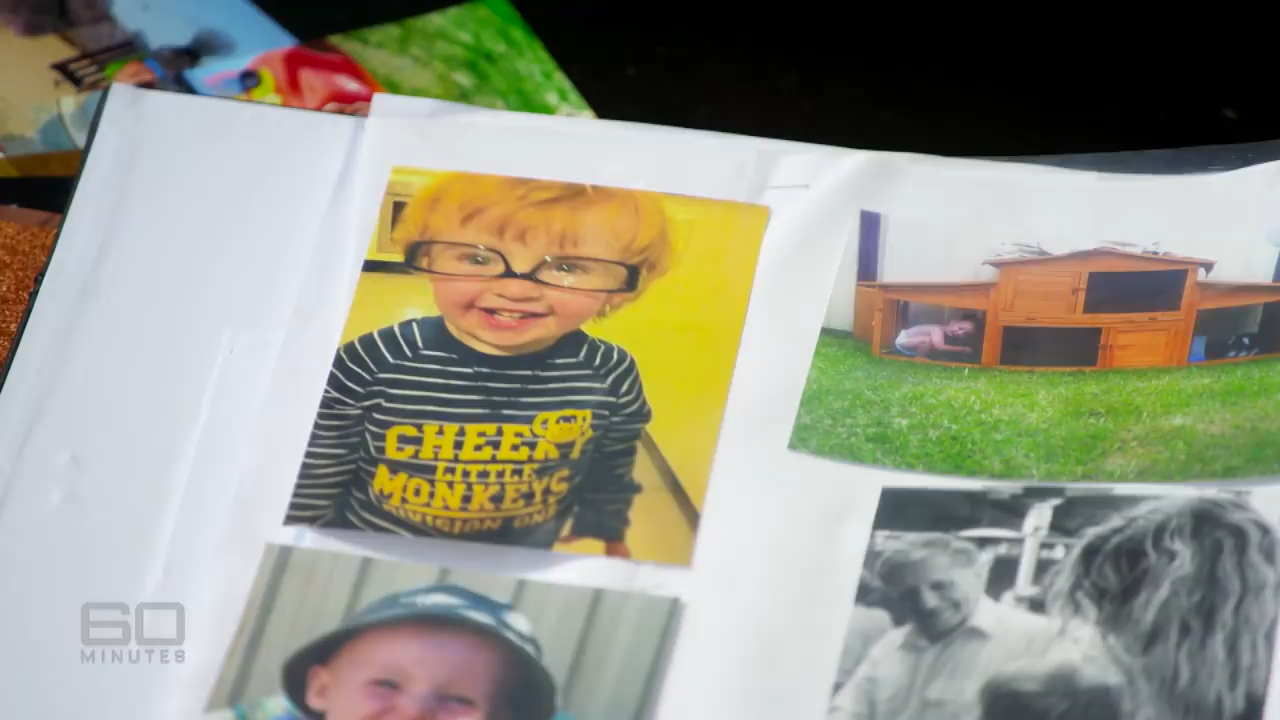 CHEEKY
LITTLE
MONKEYS
DIVISION ONE
60
MINUTES